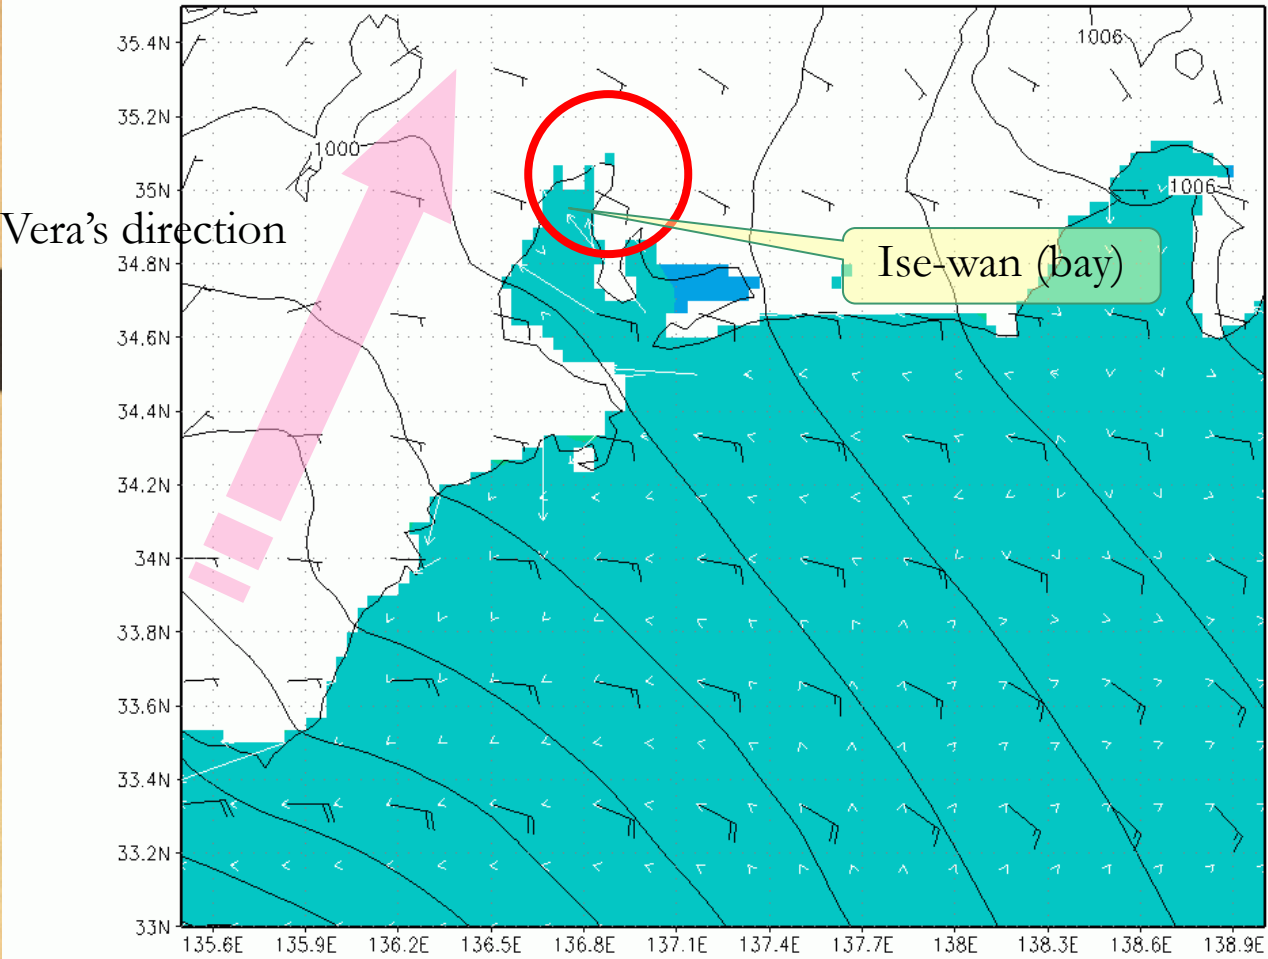 35.4N
1006
35.2N
1000
35N
1006
Vera’s direction
Ise-wan (bay)
34.8N
34.6N
34.4N
34.2N
34N
33.8N
33.6N
33.4N
33.2N
33N
135.6E 135.9E 136.2E 136.5E 136.8E 137.1E 137.4E 137.7E 138E 138.3E 138.6E 138.9E